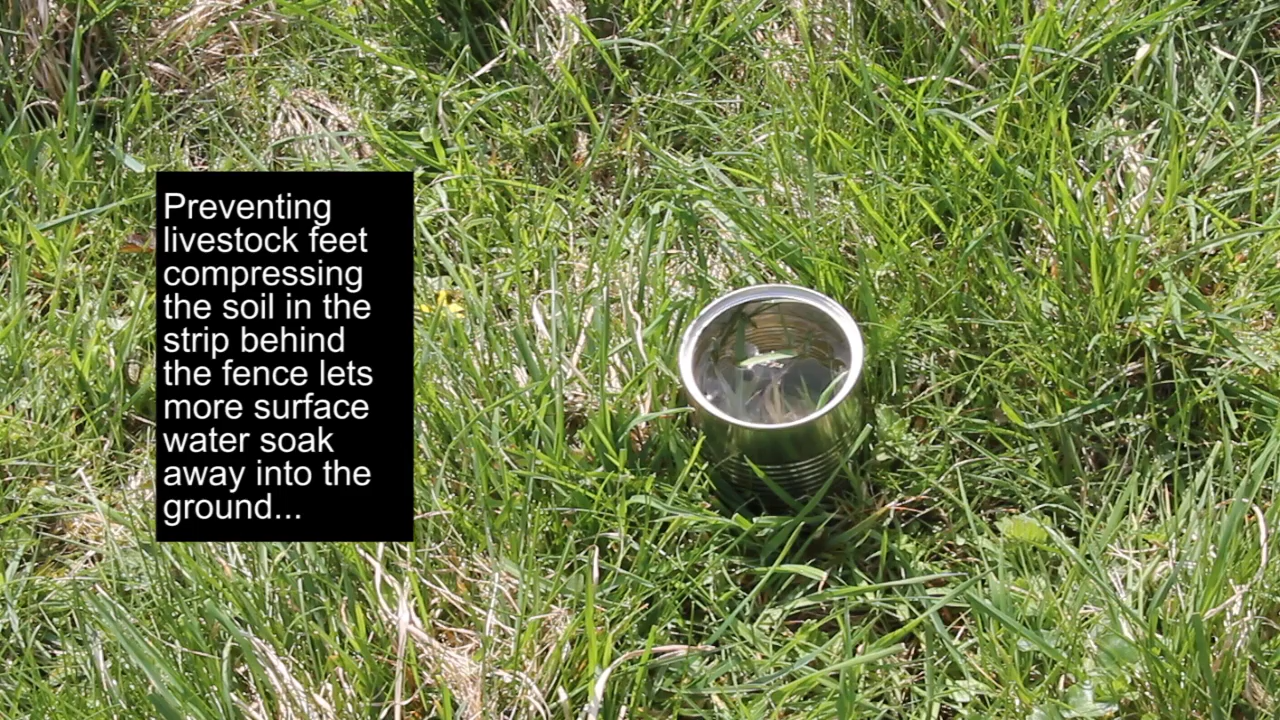 Preventing
livestock feet
compressing
the soil in the
strip behind
the fence lets
more surface
water soak
away into the
ground...